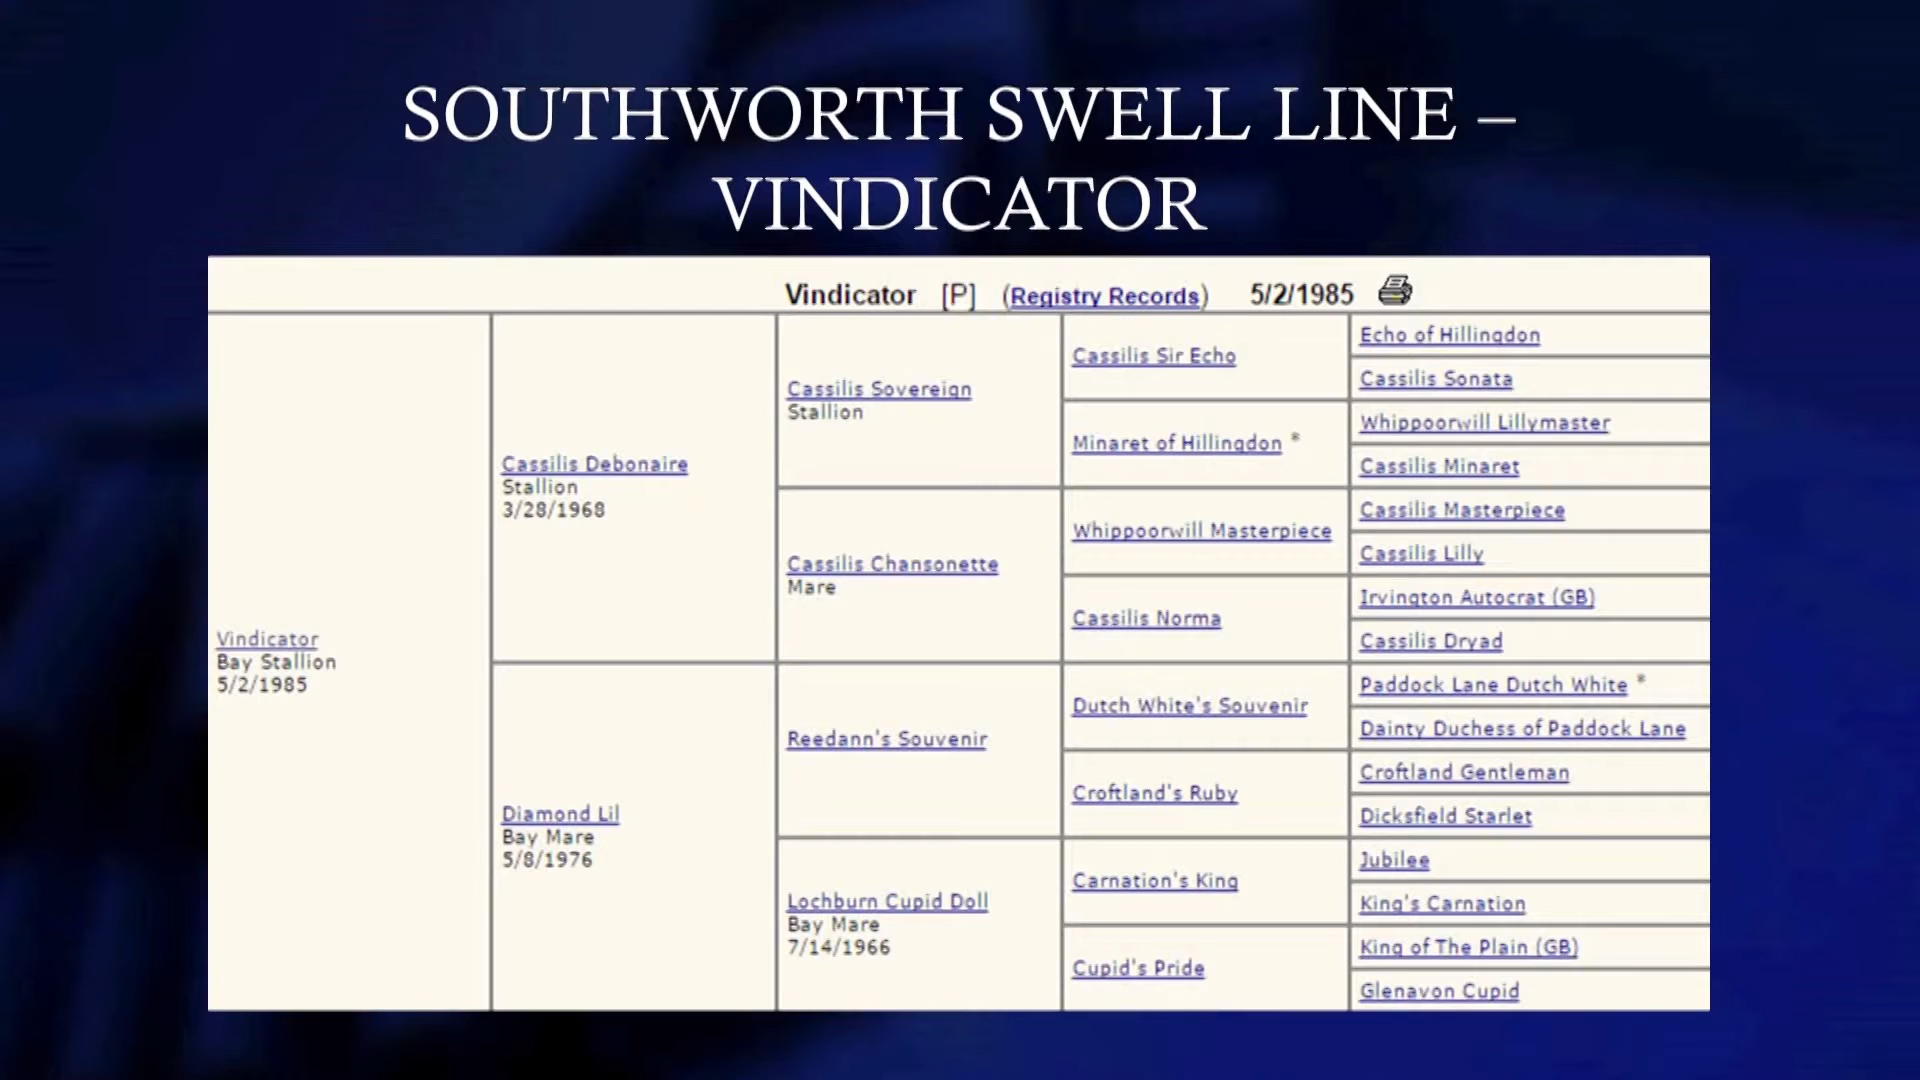 SOUTHWORTH SWELL LINE –
VINDICATOR
Vindicator [P] (Registry Records) 5/2/1985
Vindicator
Bay Stallion
5/2/1985
Cassilis Debonaire
Stallion
3/28/1968
Diamond Lil
Bay Mare
5/8/1976
Cassilis Sovereign
Stallion
Cassilis Chansonette
Mare
Reedann's Souvenir
Lochburn Cupid Doll
Bay Mare
7/14/1966
Cassilis Sir Echo
Minaret of Hillingdon *
Whippoorwill Masterpiece
Cassilis Norma
Dutch White's Souvenir
Croftland's Ruby
Carnation's King
Cupid's Pride
Echo of Hillingdon
Cassilis Sonata
Whippoorwill Lillymaster
Cassilis Minaret
Cassilis Masterpiece
Cassilis Lilly
Irvington Autocrat (GB)
Cassilis Dryad
Paddock Lane Dutch White *
Dainty Duchess of Paddock Lane
Croftland Gentleman
Dicksfield Starlet
Jubilee
King's Carnation
King of The Plain (GB)
Glenavon Cupid